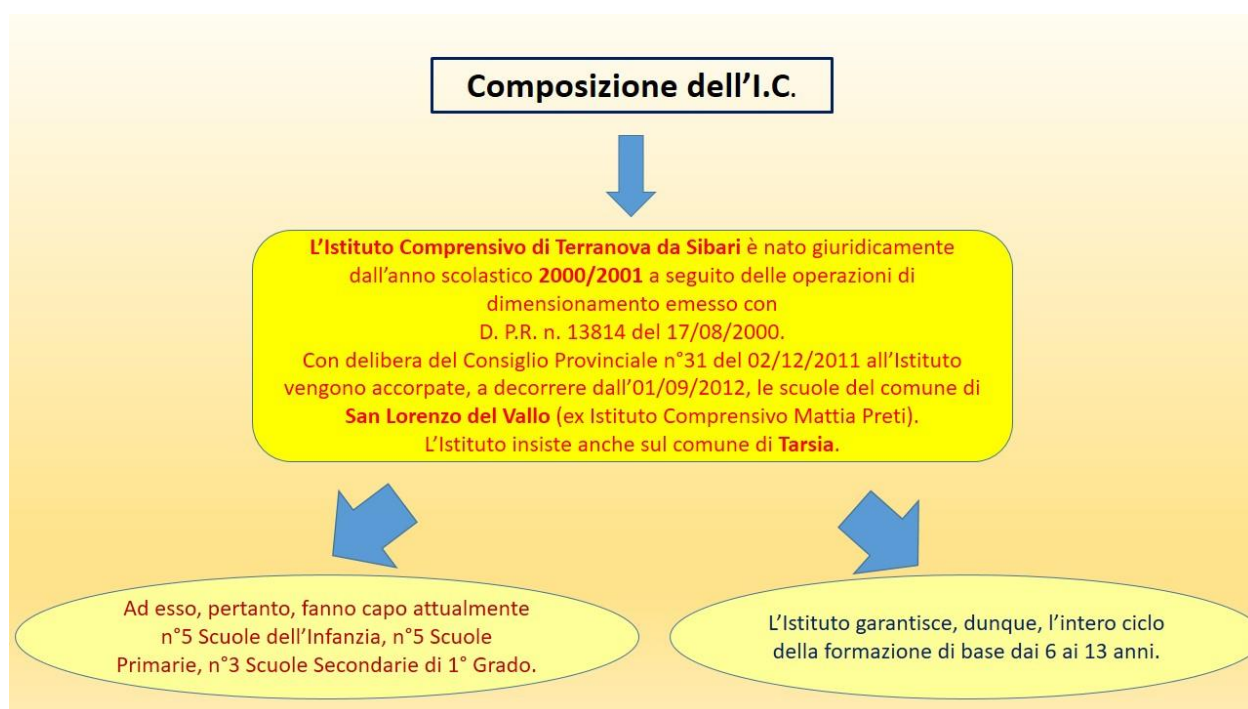 Composizione dell’I.C.
L’Istituto Comprensivo di Terranova da Sibari è nato giuridicamente
dall’anno scolastico 2000/2001 a seguito delle operazioni di
dimensionamento emesso con
D. P.R. n. 13814 del 17/08/2000.
Con delibera del Consiglio Provinciale n°31 del 02/12/2011 all’Istituto
vengono accorpate, a decorrere dall’01/09/2012, le scuole del comune di
San Lorenzo del Vallo (ex Istituto Comprensivo Mattia Preti).
L’Istituto insiste anche sul comune di Tarsia.
Ad esso, pertanto, fanno capo attualmente
n°5 Scuole dell’Infanzia, n°5 Scuole
Primarie, n°3 Scuole Secondarie di 1° Grado.
L’Istituto garantisce, dunque, l’intero ciclo
della formazione di base dai 6 ai 13 anni.